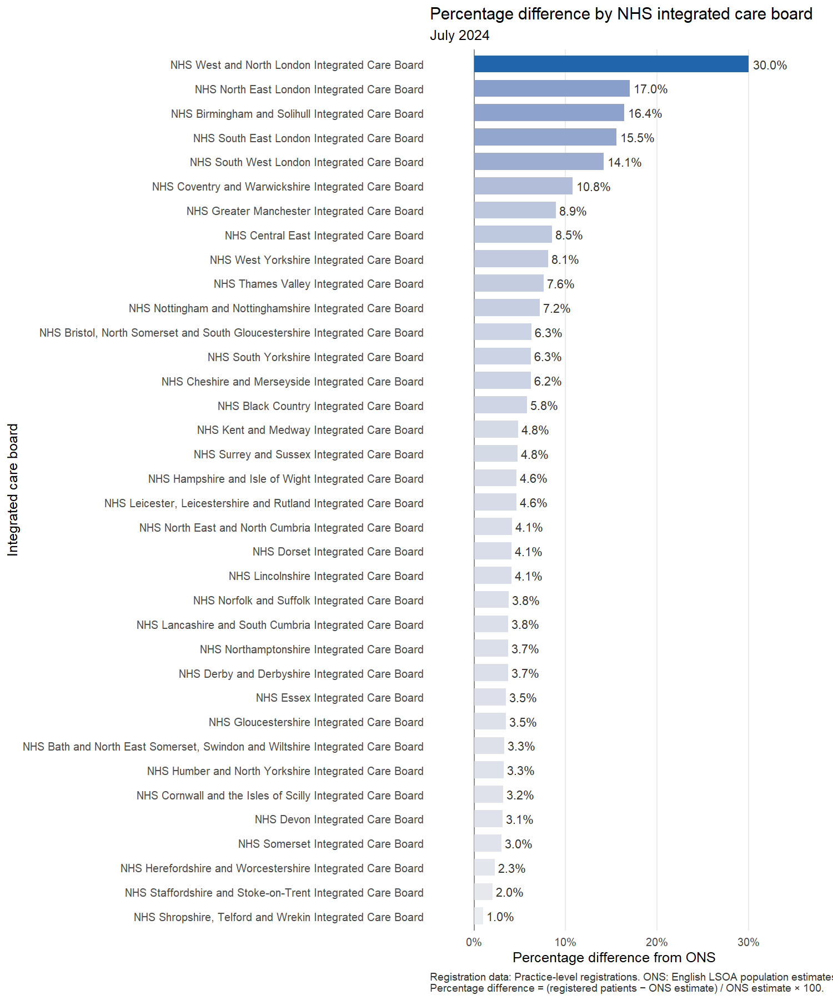 Percentage difference by NHS integrated care board
July 2024
NHS West and North London Integrated Care Board 30.0%
NHS North East London Integrated Care Board 17.0%
NHS Birmingham and Solihull Integrated Care Board 16.4%
NHS South East London Integrated Care Board 15.5%
NHS South West London Integrated Care Board 14.1%
NHS Coventry and Warwickshire Integrated Care Board 10.8%
NHS Greater Manchester Integrated Care Board 8.9%
NHS Central East Integrated Care Board 8.5%
NHS West Yorkshire Integrated Care Board 8.1%
NHS Thames Valley Integrated Care Board 7.6%
NHS Nottingham and Nottinghamshire Integrated Care Board 7.2%
NHS Bristol, North Somerset and South Gloucestershire Integrated Care Board 6.3%
NHS South Yorkshire Integrated Care Board 6.3%
NHS Cheshire and Merseyside Integrated Care Board 6.2%
NHS Black Country Integrated Care Board 5.8%
NHS Kent and Medway Integrated Care Board 4.8%
NHS Surrey and Sussex Integrated Care Board 4.8%
NHS Hampshire and Isle of Wight Integrated Care Board 4.6%
NHS Leicester, Leicestershire and Rutland Integrated Care Board 4.6%
NHS North East and North Cumbria Integrated Care Board 4.1%
NHS Dorset Integrated Care Board 4.1%
NHS Lincolnshire Integrated Care Board 4.1%
NHS Norfolk and Suffolk Integrated Care Board 3.8%
NHS Lancashire and South Cumbria Integrated Care Board 3.8%
NHS Northamptonshire Integrated Care Board 3.7%
NHS Derby and Derbyshire Integrated Care Board 3.7%
NHS Essex Integrated Care Board 3.5%
NHS Gloucestershire Integrated Care Board 3.5%
NHS Bath and North East Somerset, Swindon and Wiltshire Integrated Care Board 3.3%
NHS Humber and North Yorkshire Integrated Care Board 3.3%
NHS Cornwall and the Isles of Scilly Integrated Care Board 3.2%
NHS Devon Integrated Care Board 3.1%
NHS Somerset Integrated Care Board 3.0%
NHS Herefordshire and Worcestershire Integrated Care Board 2.3%
NHS Staffordshire and Stoke-on-Trent Integrated Care Board 2.0%
NHS Shropshire, Telford and Wrekin Integrated Care Board 1.0%
Integrated care board
0% 10% 20% 30%
Percentage difference from ONS
Registration data: Practice-level registrations. ONS: English LSOA population estimates
Percentage difference = (registered patients − ONS estimate) / ONS estimate × 100.